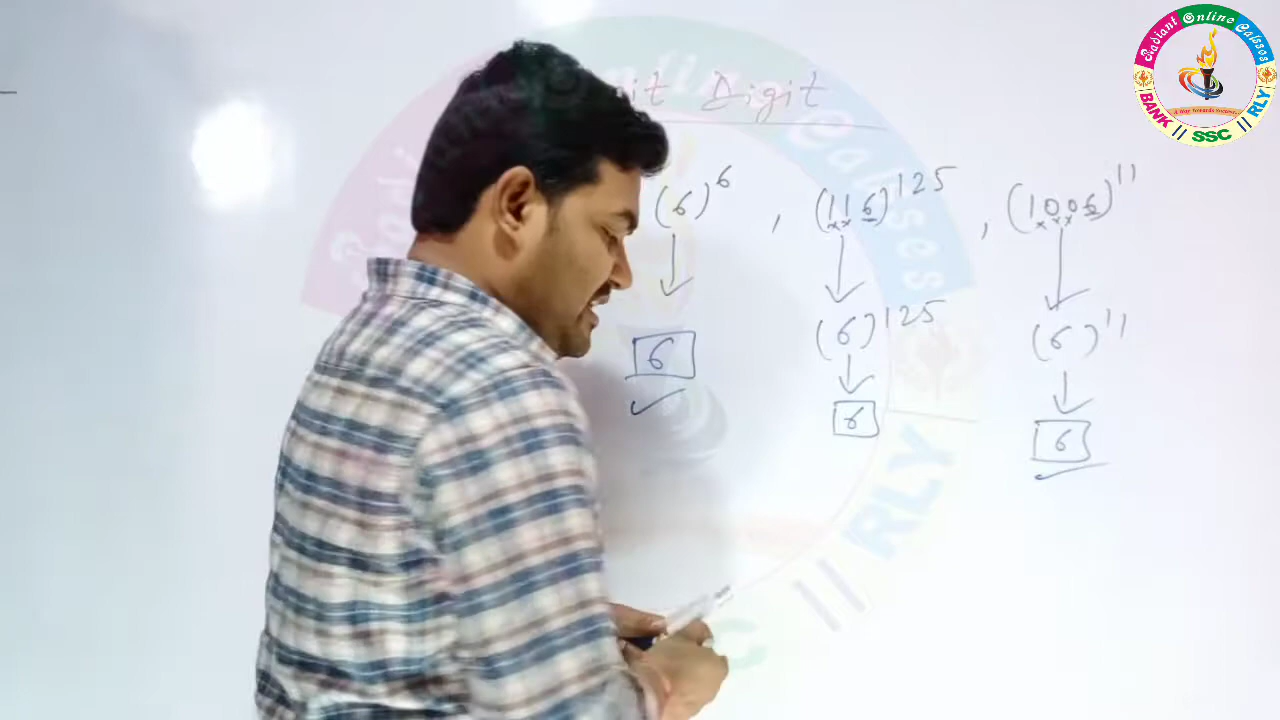 Digit
(6)^6 , (116)^125 , (1006)^11
(6)^125 (6)^11
6 6 6
Radiant Online Calsses
BANK || SSC || RLY